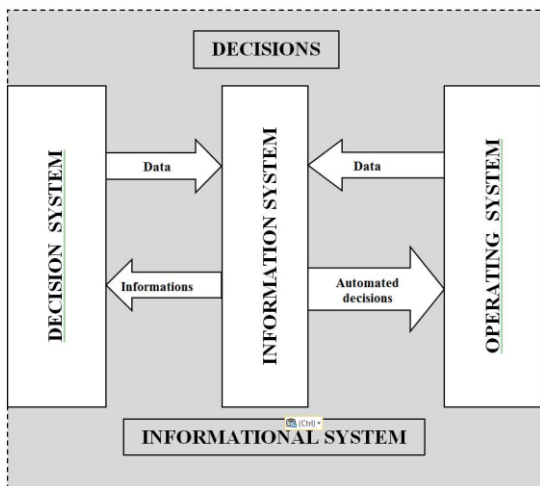 DECISIONS
DECISION SYSTEM
Data
INFORMATION SYSTEM
Data
OPERATING SYSTEM
Informations
Automated
decisions
(Ctrl)
INFORMATIONAL SYSTEM